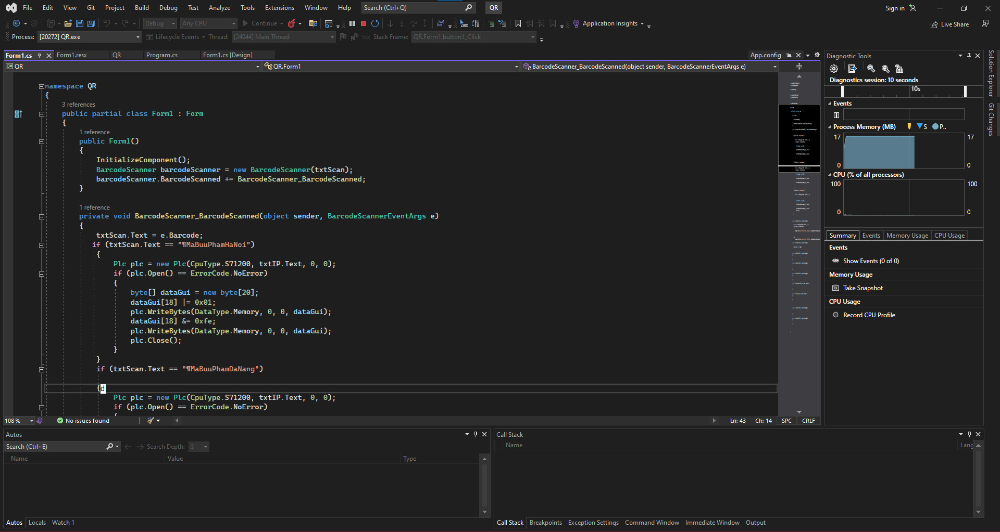 File Edit View Git Project Build Debug Test Analyze Tools Extensions Window Help Search (Ctrl+Q) QR Sign in
Debug Any CPU Continue Application Insights Live Share
Process: [20272] QR.exe Lifecycle Events Thread: [24044] Main Thread Stack Frame: QR.Form1.button1_Click
Form1.cs Form1.resx QR Program.cs Form1.cs [Design] App.config
C# QR QR.Form1 BarcodeScanner_BarcodeScanned(object sender, BarcodeScannerEventArgs e)
namespace QR
{
3 references
public partial class Form1 : Form
{
1 reference
public Form1()
{
InitializeComponent();
BarcodeScanner barcodeScanner = new BarcodeScanner(txtScan);
barcodeScanner.BarcodeScanned += BarcodeScanner_BarcodeScanned;
}
1 reference
private void BarcodeScanner_BarcodeScanned(object sender, BarcodeScannerEventArgs e)
{
txtScan.Text = e.Barcode;
if (txtScan.Text == "¶MaBuuPhamHaNoi")
{
Plc plc = new Plc(CpuType.S71200, txtIP.Text, 0, 0);
if (plc.Open() == ErrorCode.NoError)
{
byte[] dataGui = new byte[20];
dataGui[18] |= 0x01;
plc.WriteBytes(DataType.Memory, 0, 0, dataGui);
dataGui[18] &= 0xfe;
plc.WriteBytes(DataType.Memory, 0, 0, dataGui);
plc.Close();
}
}
if (txtScan.Text == "¶MaBuuPhamDaNang")
{d
Plc plc = new Plc(CpuType.S71200, txtIP.Text, 0, 0);
if (plc.Open() == ErrorCode.NoError)
{
108 % No issues found Ln: 43 Ch: 14 SPC CRLF
Diagnostic Tools
Diagnostics session: 10 seconds
10s
Events
Process Memory (MB) S P..
17 17
0 0
CPU (% of all processors)
100 100
0 0
Summary Events Memory Usage CPU Usage
Events
Show Events (0 of 0)
Memory Usage
Take Snapshot
CPU Usage
Record CPU Profile
Solution Explorer
Git Changes
Autos
Search (Ctrl+E) Search Depth: 3
Name Value Type
Autos Locals Watch 1
Call Stack
Name Lang
Call Stack Breakpoints Exception Settings Command Window Immediate Window Output